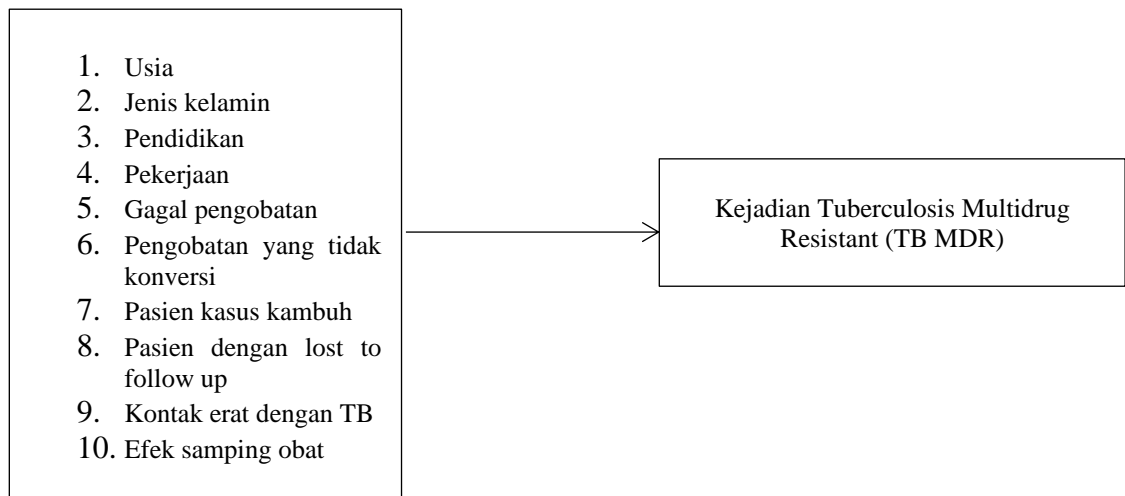 1. Usia
2. Jenis kelamin
3. Pendidikan
4. Pekerjaan
5. Gagal pengobatan
6. Pengobatan yang tidak
konversi
7. Pasien kasus kambuh
8. Pasien dengan lost to
follow up
9. Kontak erat dengan TB
10. Efek samping obat
Kejadian Tuberculosis Multidrug
Resistant (TB MDR)